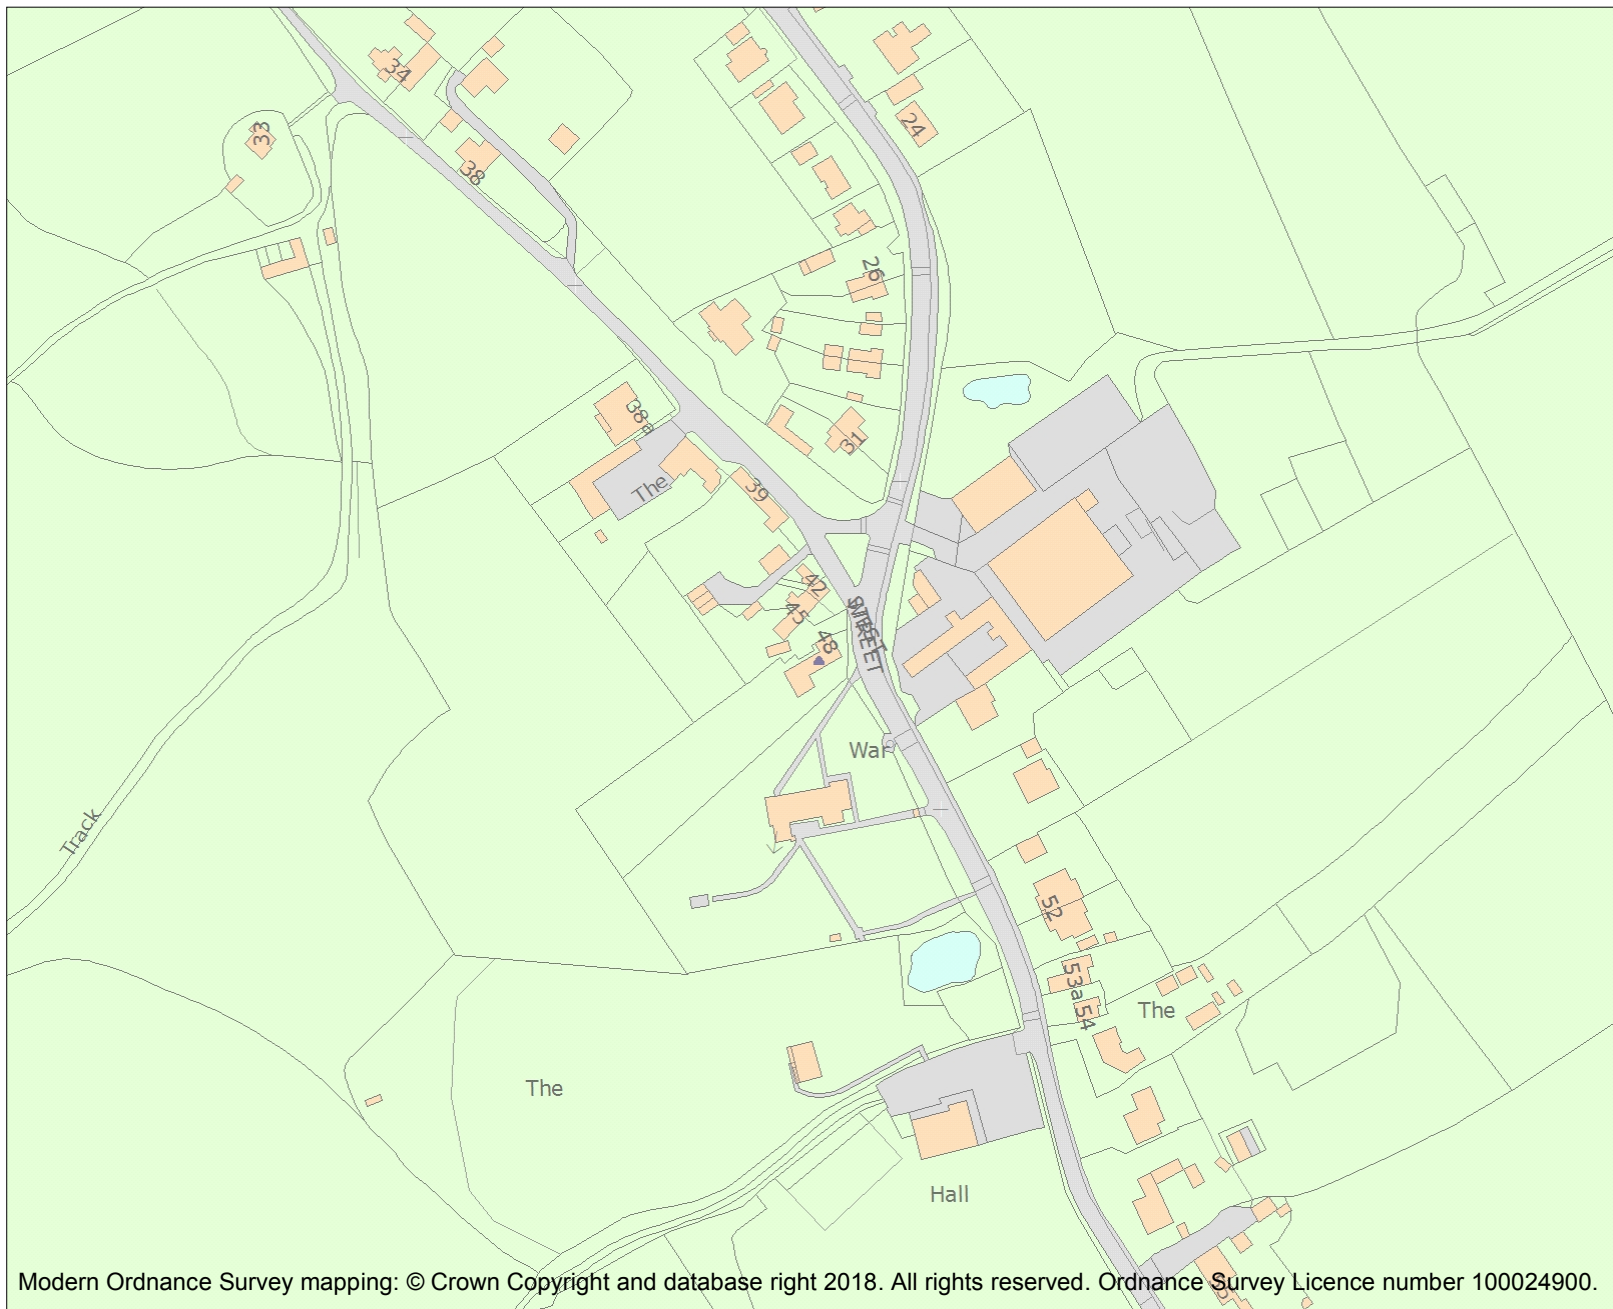 34
24
33
38
26
38a
31
The
39
42
45
48
WEST
STREET
War
Track
52
53a
54
The
The
Hall
Modern Ordnance Survey mapping: © Crown Copyright and database right 2018. All rights reserved. Ordnance Survey Licence number 100024900.